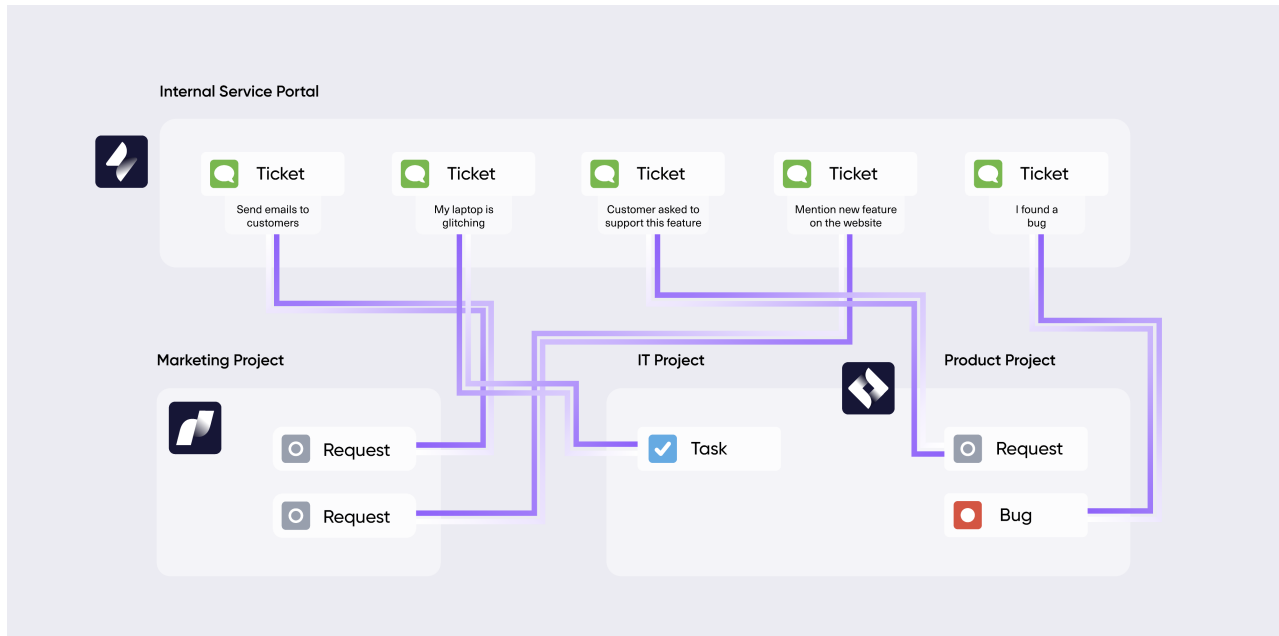 Internal Service Portal
Ticket
Send emails to
customers
Ticket
My laptop is
glitching
Ticket
Customer asked to
support this feature
Ticket
Mention new feature
on the website
Ticket
I found a
bug
Marketing Project
Request
Request
IT Project
Task
Product Project
Request
Bug